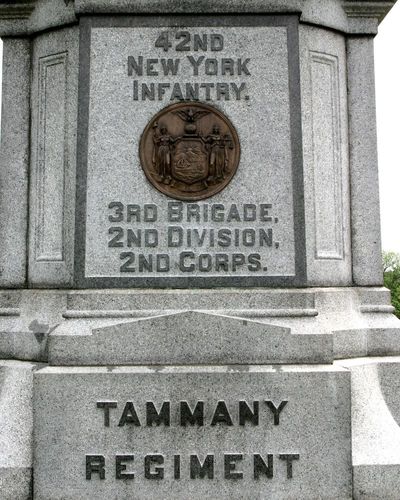 42ND
NEW YORK
INFANTRY.
3RD BRIGADE,
2ND DIVISION,
2ND CORPS.
TAMMANY
REGIMENT